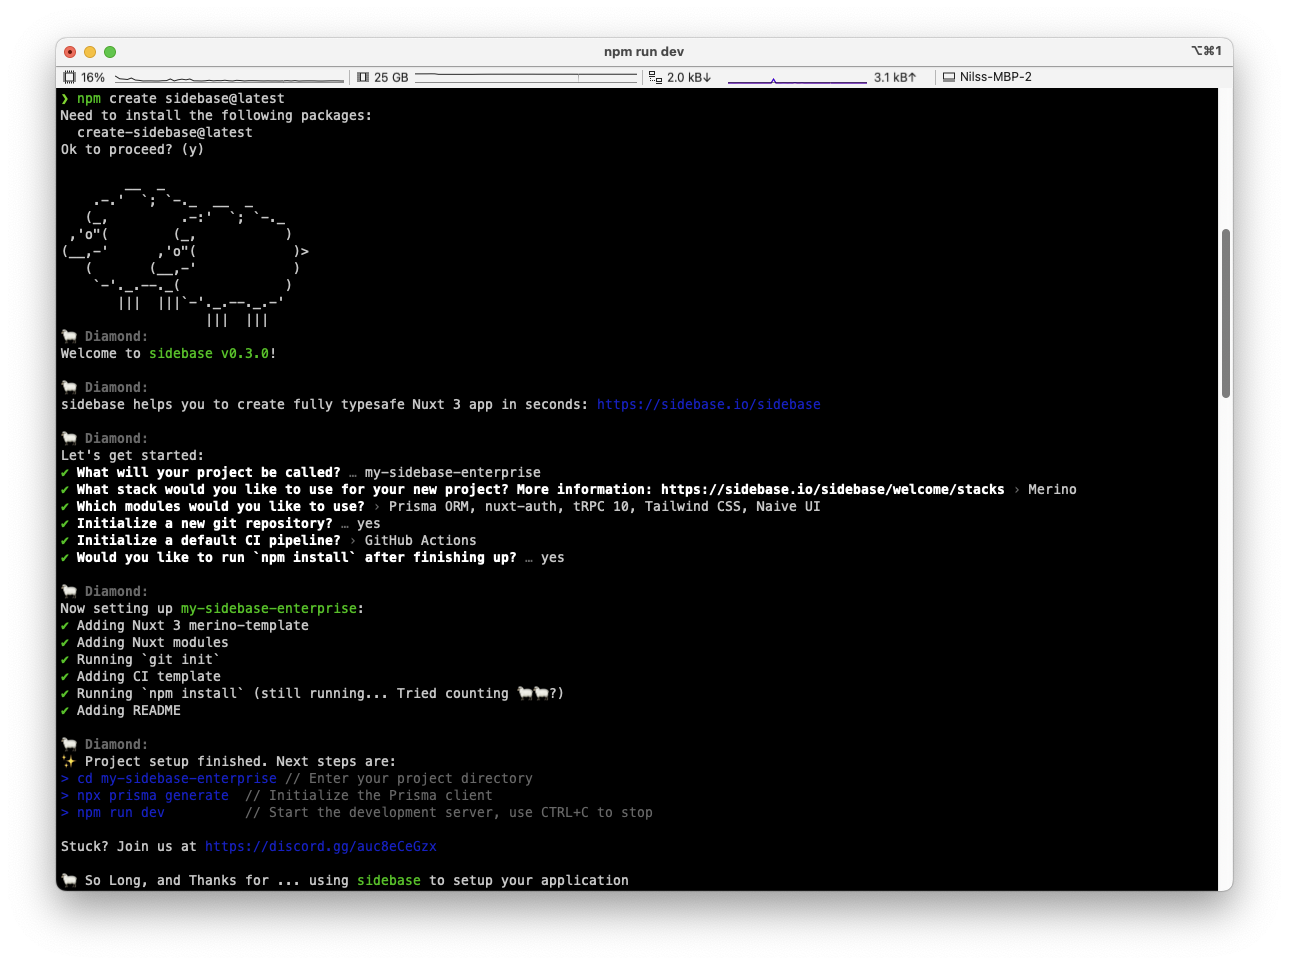 npm run dev
⌥⌘1
16% 25 GB 2.0 kB↓ 3.1 kB↑ Nilss-MBP-2
❯ npm create sidebase@latest
Need to install the following packages:
  create-sidebase@latest
Ok to proceed? (y)
🐑 Diamond:
Welcome to sidebase v0.3.0!
🐑 Diamond:
sidebase helps you to create fully typesafe Nuxt 3 app in seconds: https://sidebase.io/sidebase
🐑 Diamond:
Let's get started:
✔ What will your project be called? … my-sidebase-enterprise
✔ What stack would you like to use for your new project? More information: https://sidebase.io/sidebase/welcome/stacks › Merino
✔ Which modules would you like to use? › Prisma ORM, nuxt-auth, tRPC 10, Tailwind CSS, Naive UI
✔ Initialize a new git repository? … yes
✔ Initialize a default CI pipeline? › GitHub Actions
✔ Would you like to run `npm install` after finishing up? … yes
🐑 Diamond:
Now setting up my-sidebase-enterprise:
✔ Adding Nuxt 3 merino-template
✔ Adding Nuxt modules
✔ Running `git init`
✔ Adding CI template
✔ Running `npm install` (still running... Tried counting 🐑🐑?)
✔ Adding README
🐑 Diamond:
✨ Project setup finished. Next steps are:
> cd my-sidebase-enterprise // Enter your project directory
> npx prisma generate  // Initialize the Prisma client
> npm run dev          // Start the development server, use CTRL+C to stop
Stuck? Join us at https://discord.gg/auc8eCeGzx
🐑 So Long, and Thanks for ... using sidebase to setup your application